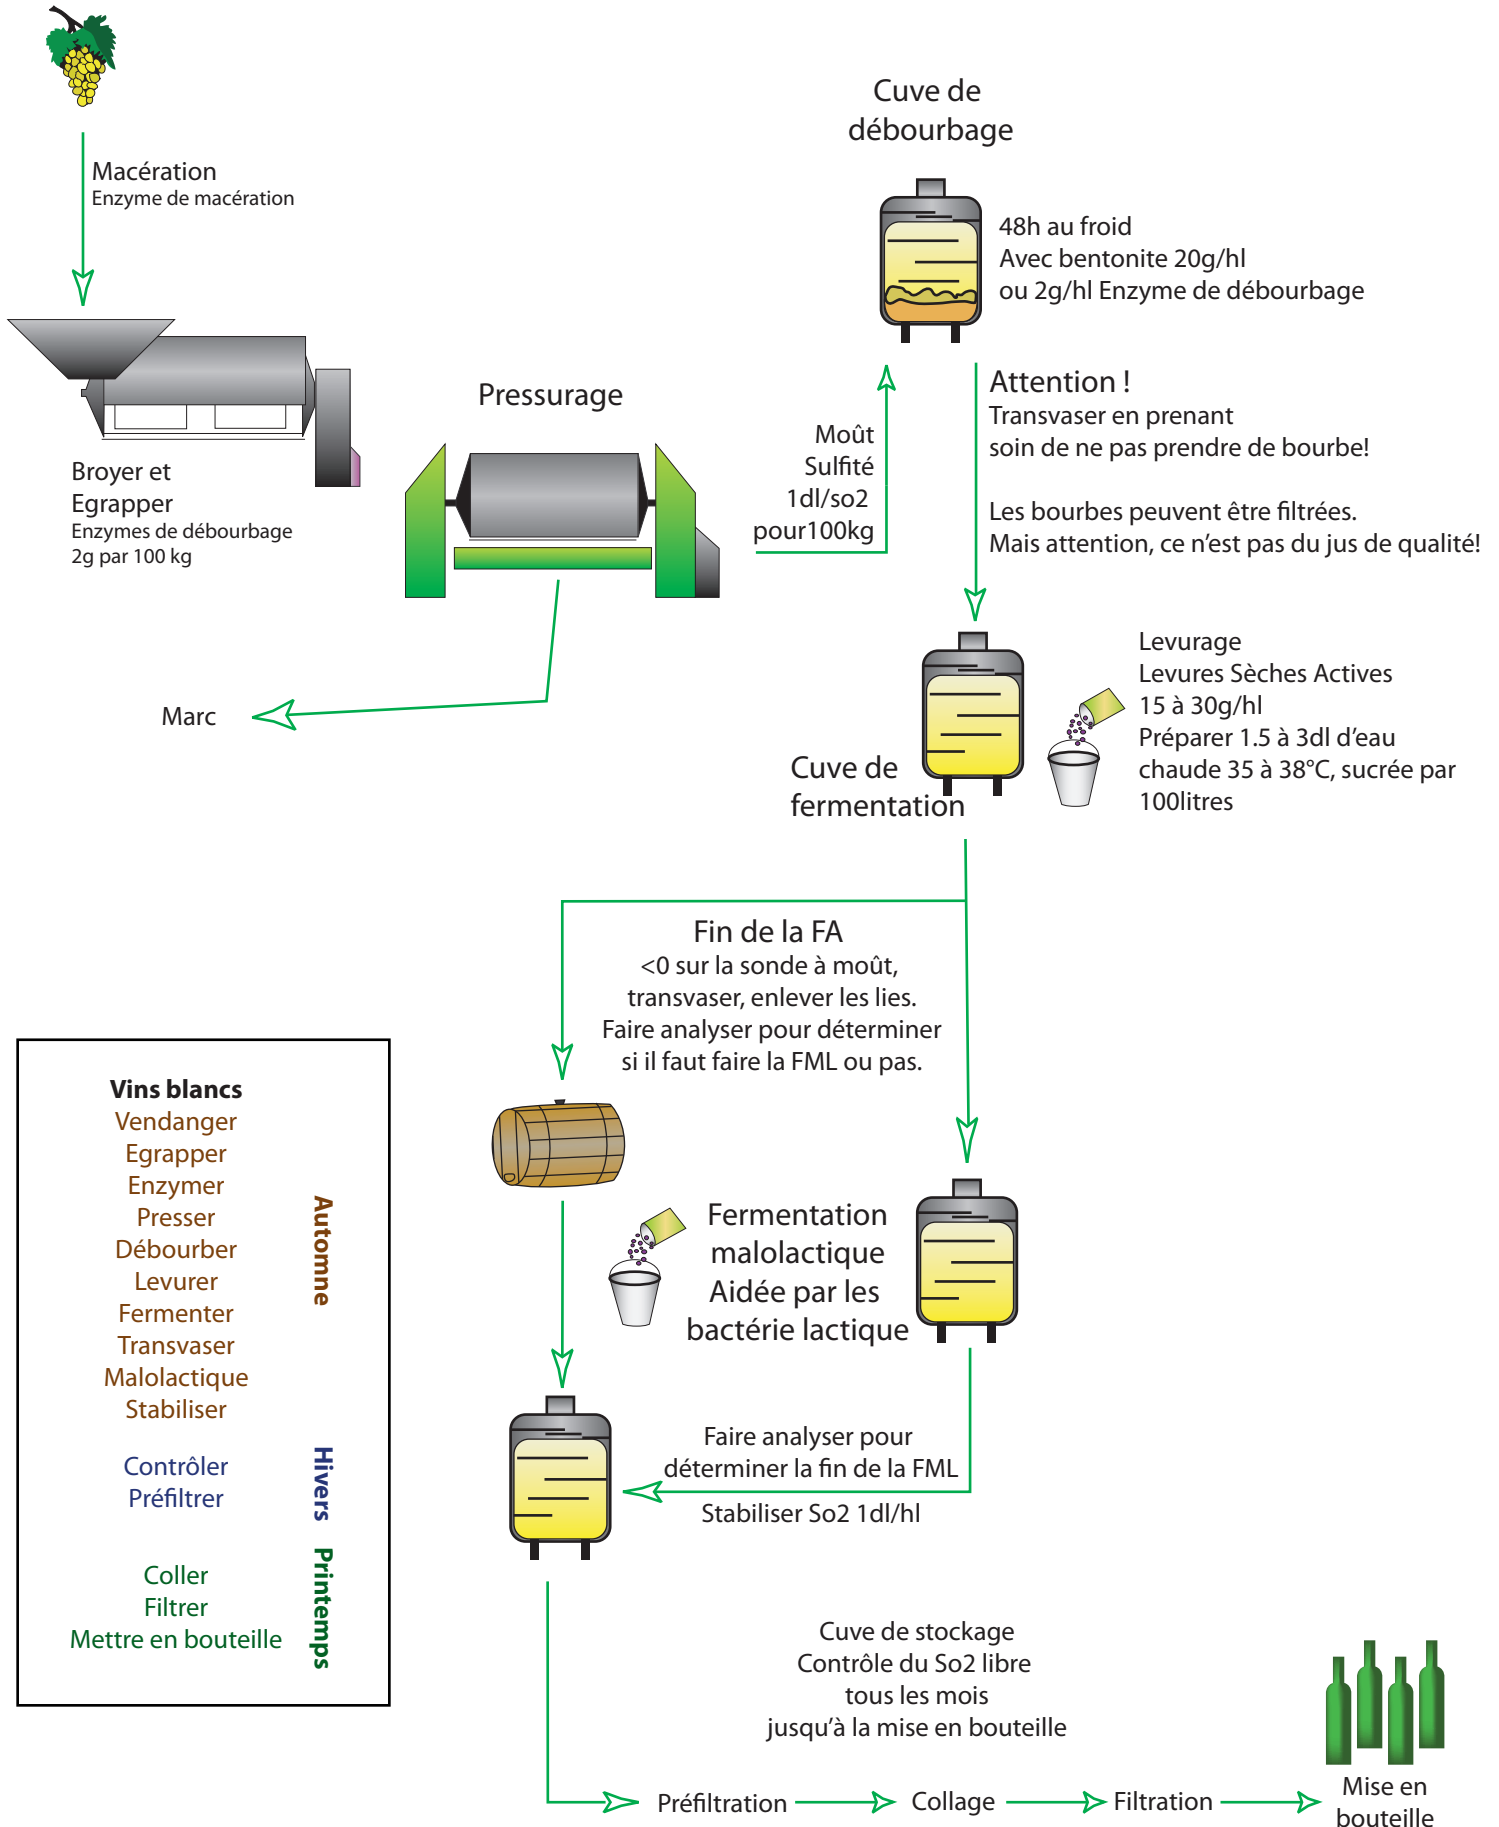 Macération
Enzyme de macération
Broyer et
Egrapper
Enzymes de débourbage
2g par 100 kg
Pressurage
Marc
Moût
Sulfité
1dl/so2
pour100kg
Cuve de
débourbage
48h au froid
Avec bentonite 20g/hl
ou 2g/hl Enzyme de débourbage
Attention !
Transvaser en prenant
soin de ne pas prendre de bourbe!
Les bourbes peuvent être filtrées.
Mais attention, ce n’est pas du jus de qualité!
Cuve de
fermentation
Levurage
Levures Sèches Actives
15 à 30g/hl
Préparer 1.5 à 3dl d’eau
chaude 35 à 38°C, sucrée par
100litres
Fin de la FA
<0 sur la sonde à moût,
transvaser, enlever les lies.
Faire analyser pour déterminer
si il faut faire la FML ou pas.
Fermentation
malolactique
Aidée par les
bactérie lactique
Faire analyser pour
déterminer la fin de la FML
Stabiliser So2 1dl/hl
Vins blancs
Vendanger
Egrapper
Enzymer
Presser
Débourber
Levurer
Fermenter
Transvaser
Malolactique
Stabiliser
Automne
Contrôler
Préfiltrer
Hivers
Coller
Filtrer
Mettre en bouteille
Printemps
Cuve de stockage
Contrôle du So2 libre
tous les mois
jusqu’à la mise en bouteille
Préfiltration
Collage
Filtration
Mise en
bouteille